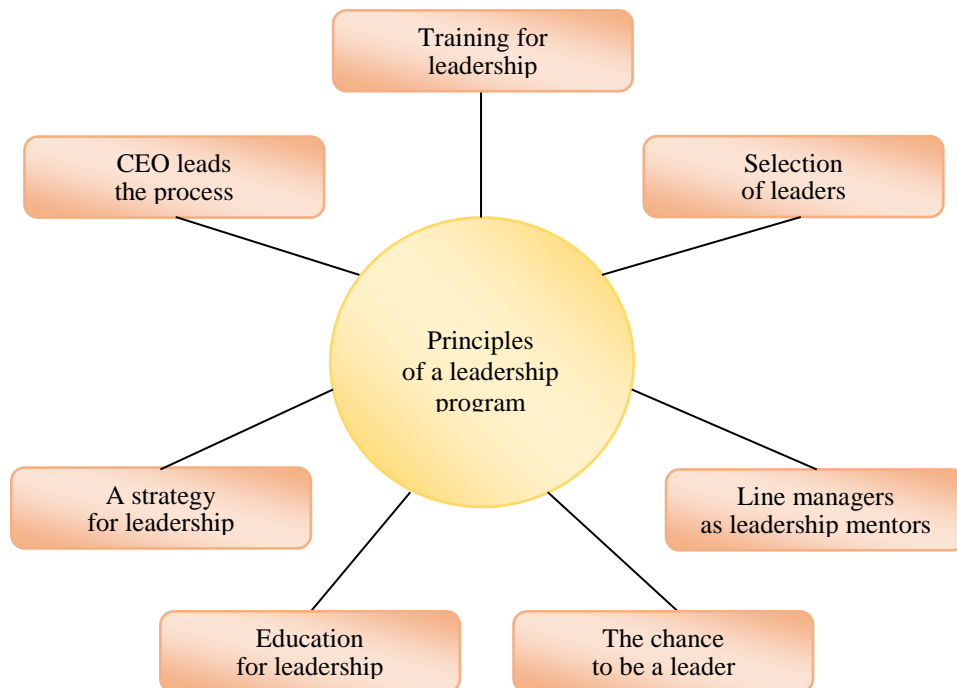 Training for
leadership
CEO leads
the process
Selection
of leaders
Principles
of a leadership
program
A strategy
for leadership
Line managers
as leadership mentors
Education
for leadership
The chance
to be a leader